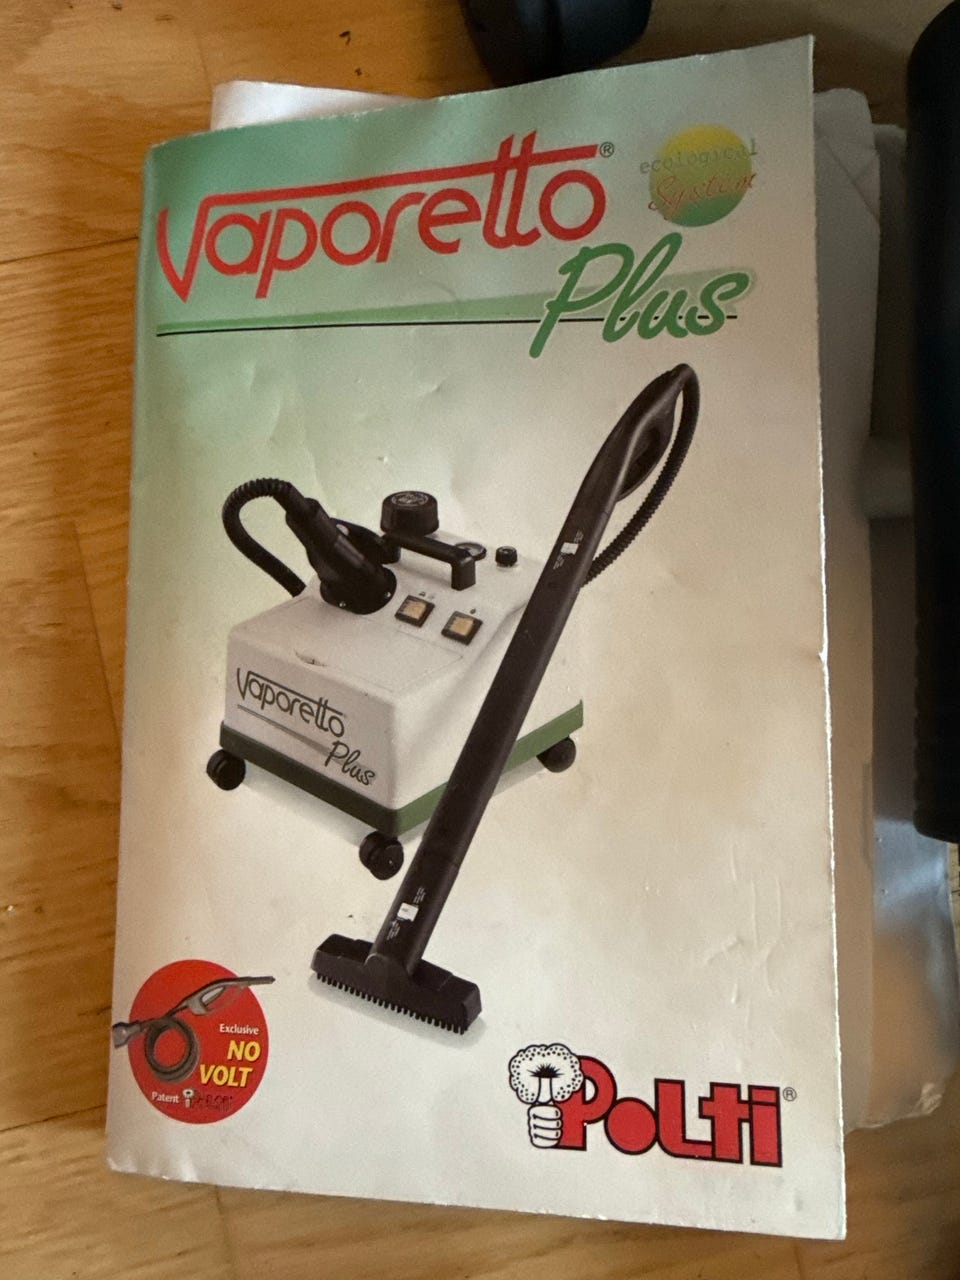 Vaporetto®
ecological
System
Plus
Vaporetto
Plus
Exclusive
NO
VOLT
Patent
Polti®